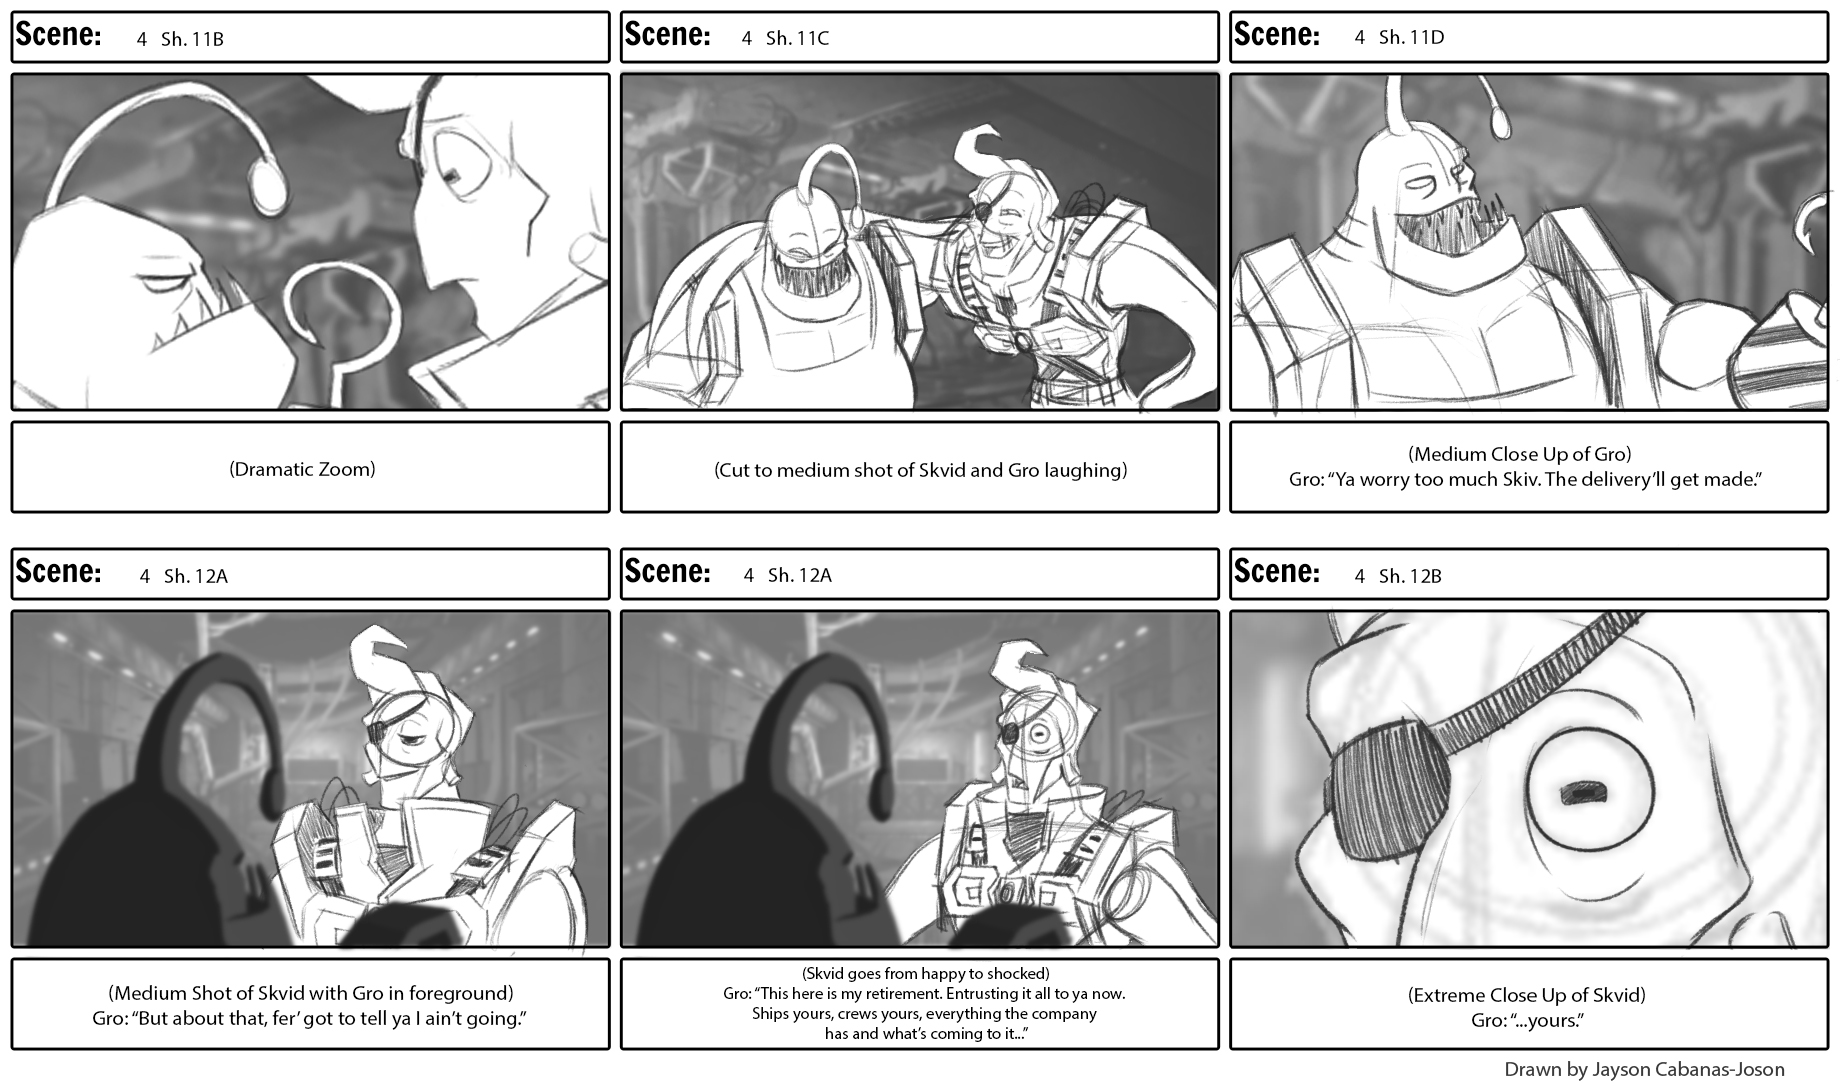 Scene: 4 Sh. 11B
Scene: 4 Sh. 11C
Scene: 4 Sh. 11D
(Dramatic Zoom)
(Cut to medium shot of Skvid and Gro laughing)
(Medium Close Up of Gro)
Gro: “Ya worry too much Skiv. The delivery’ll get made.”
Scene: 4 Sh. 12A
Scene: 4 Sh. 12A
Scene: 4 Sh. 12B
(Medium Shot of Skvid with Gro in foreground)
Gro: “But about that, fer’ got to tell ya I ain’t going.”
(Skvid goes from happy to shocked)
Gro: “This here is my retirement. Entrusting it all to ya now.
Ships yours, crews yours, everything the company
has and what’s coming to it...”
(Extreme Close Up of Skvid)
Gro: “...yours.”
Drawn by Jayson Cabanas-Joson